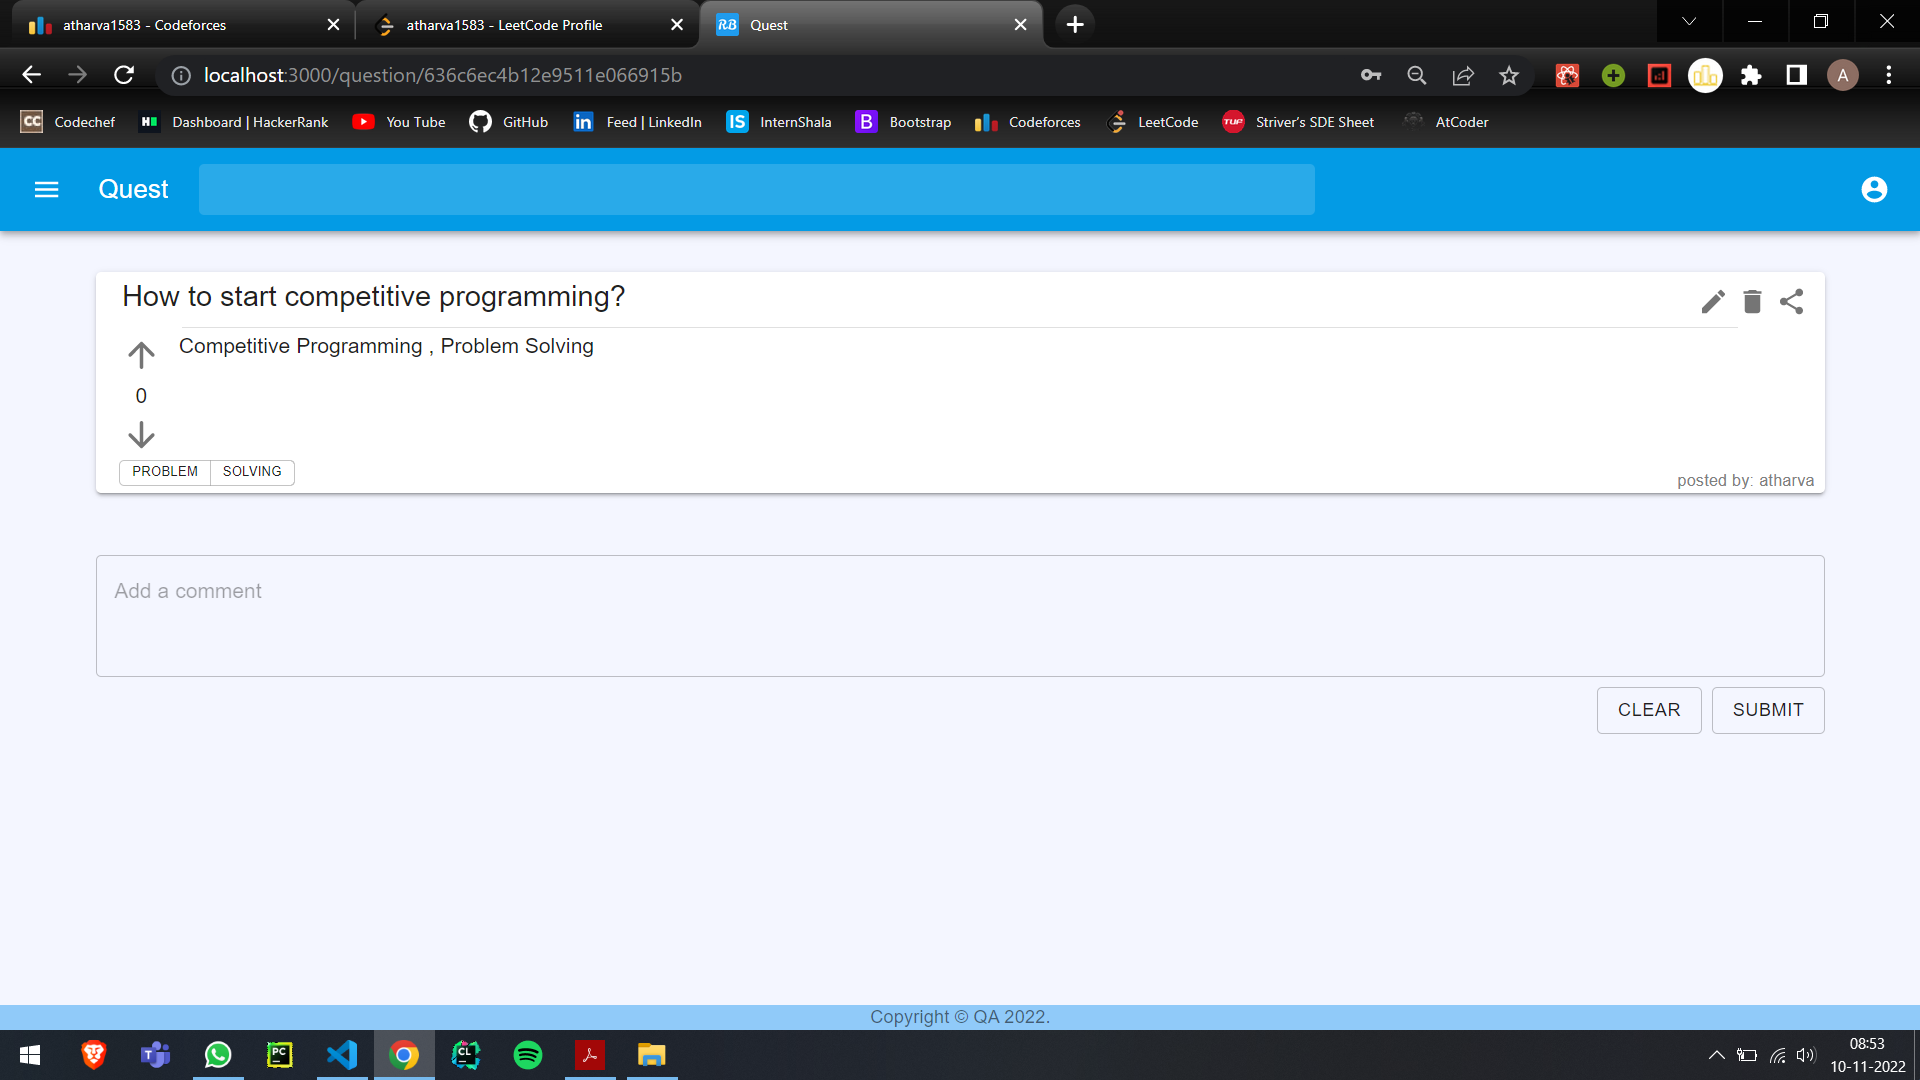 atharva1583 - Codeforces
atharva1583 - LeetCode Profile
RB Quest
localhost:3000/question/636c6ec4b12e9511e066915b
A
CC Codechef
H Dashboard | HackerRank
You Tube
GitHub
in Feed | LinkedIn
IS InternShala
B Bootstrap
Codeforces
LeetCode
TUF Striver's SDE Sheet
AtCoder
Quest
How to start competitive programming?
Competitive Programming , Problem Solving
0
PROBLEM SOLVING
posted by: atharva
Add a comment
CLEAR SUBMIT
Copyright © QA 2022.
T
PC
CL
08:53
10-11-2022